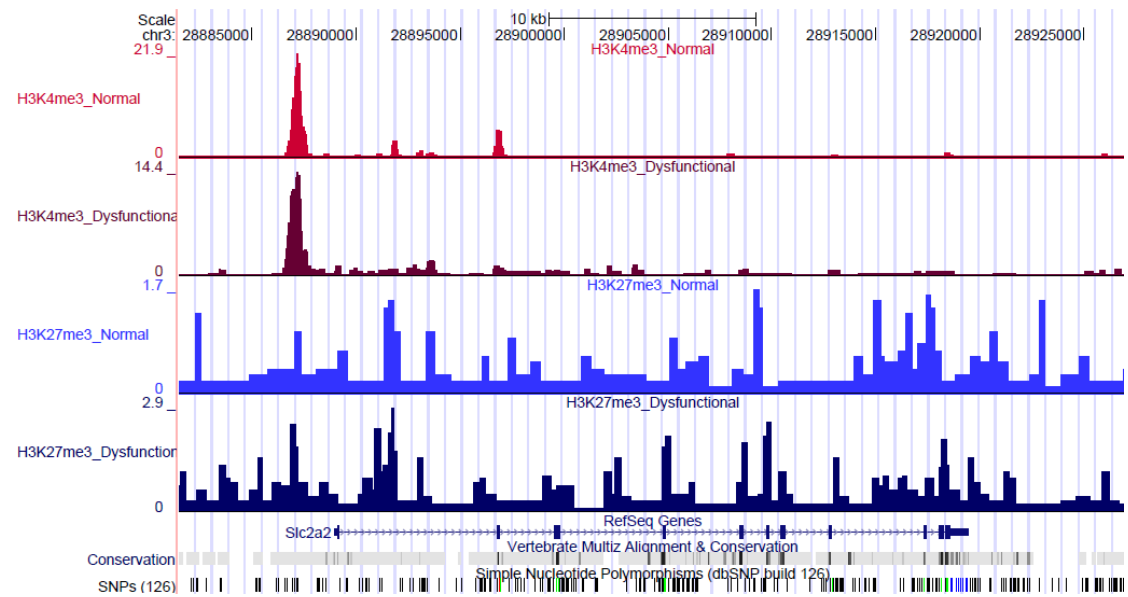 Scale 10 kb
chr3: 28885000| 28890000| 28895000| 28900000| 28905000| 28910000| 28915000| 28920000| 28925000|
21.9 _ H3K4me3_Normal
H3K4me3_Normal
0 _
14.4 _ H3K4me3_Dysfunctional
H3K4me3_Dysfunctiona
0 _
1.7 _ H3K27me3_Normal
H3K27me3_Normal
0 _
2.9 _ H3K27me3_Dysfunctional
H3K27me3_Dysfunction
0 _
RefSeq Genes
Slc2a2
Vertebrate Multiz Alignment & Conservation
Conservation
Simple Nucleotide Polymorphisms (dbSNP build 126)
SNPs (126)